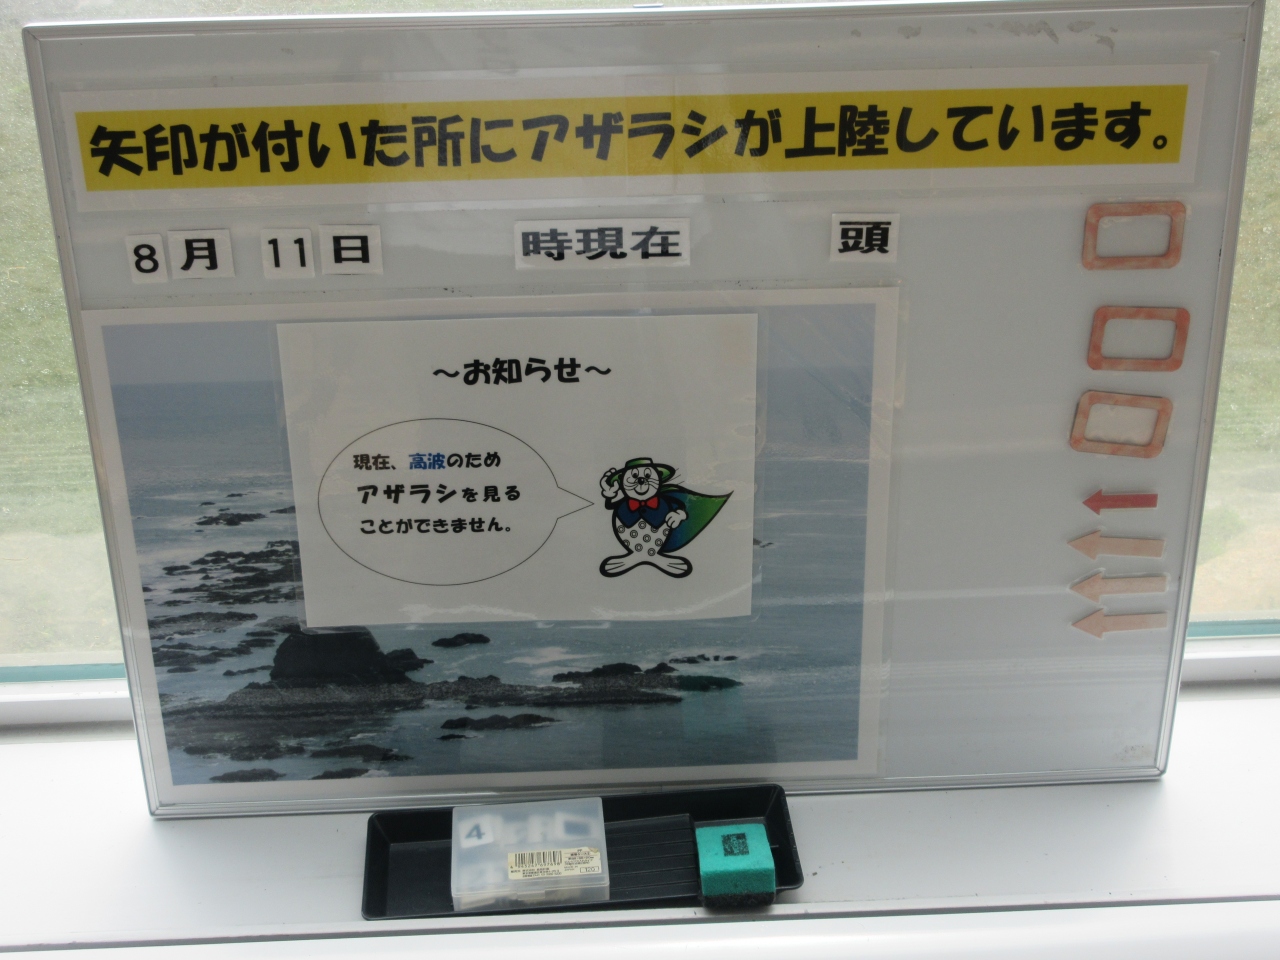 矢印が付いた所にアザラシが上陸しています。
8月 11日 時現在 頭
～お知らせ～
現在、高波のため
アザラシを見る
ことができません。
4